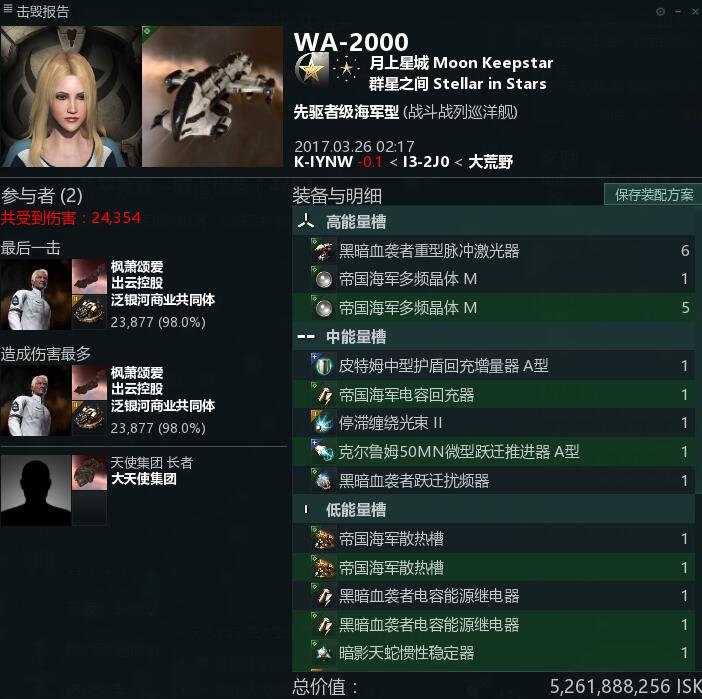 击毁报告
WA-2000
月上星城 Moon Keepstar
群星之间 Stellar in Stars
先驱者级海军型 (战斗战列巡洋舰)
2017.03.26 02:17
K-IYNW -0.1 < I3-2J0 < 大荒野
参与者 (2)
共受到伤害：24,354
最后一击
枫萧颂爱
出云控股
泛银河商业共同体
23,877 (98.0%)
造成伤害最多
枫萧颂爱
出云控股
泛银河商业共同体
23,877 (98.0%)
天使集团 长者
大天使集团
装备与明细
保存装配方案
高能量槽
黑暗血袭者重型脉冲激光器 6
帝国海军多频晶体 M 1
帝国海军多频晶体 M 5
中能量槽
皮特姆中型护盾回充增量器 A型 1
帝国海军电容回充器 1
停滞缠绕光束 II 1
克尔鲁姆50MN微型跃迁推进器 A型 1
黑暗血袭者跃迁扰频器 1
低能量槽
帝国海军散热槽 1
帝国海军散热槽 1
黑暗血袭者电容能源继电器 1
黑暗血袭者电容能源继电器 1
暗影天蛇惯性稳定器 1
总价值： 5,261,888,256 ISK